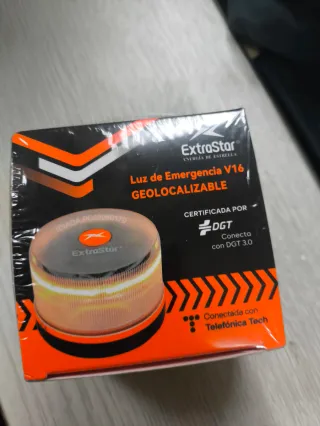 ExtraStar
ENERGÍA DE ESTRELLA
Luz de Emergencia V16
GEOLOCALIZABLE
CERTIFICADA POR
DGT
Conecta
con DGT 3.0
ExtraStar
Conectada con
Telefónica Tech